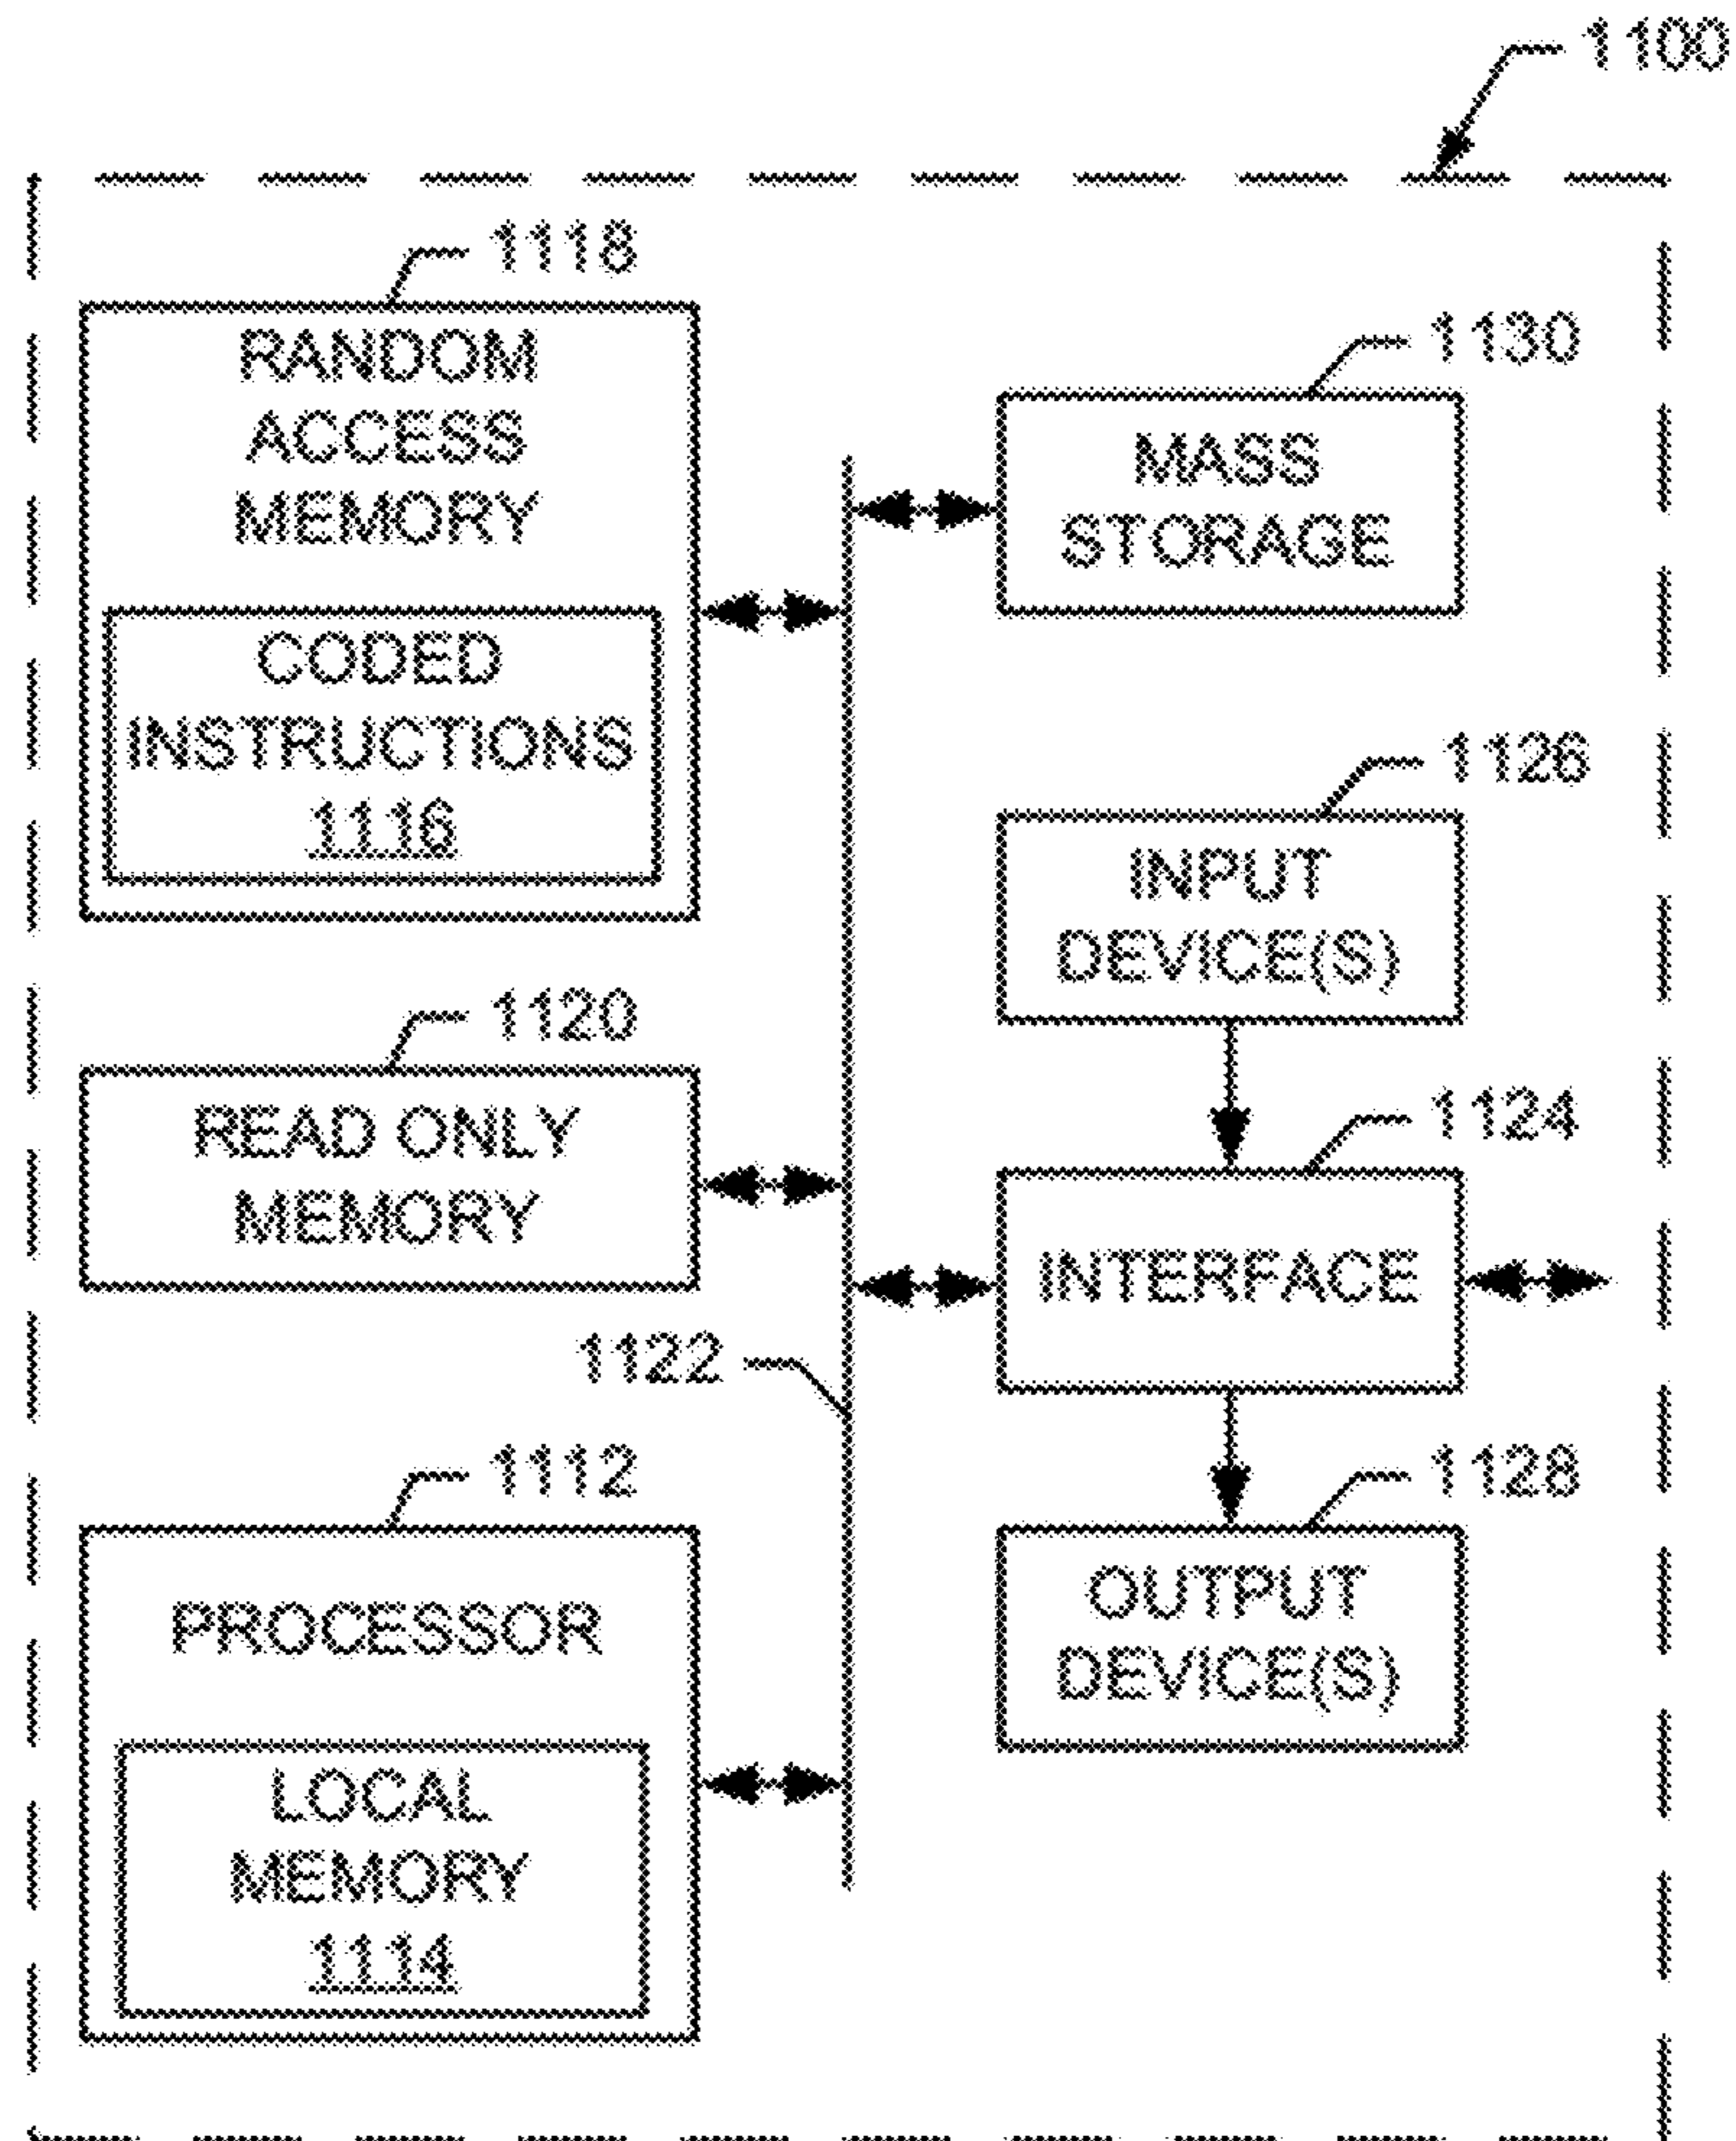 1100
1118
RANDOM
ACCESS
MEMORY
CODED
INSTRUCTIONS
1116
1130
MASS
STORAGE
1126
INPUT
DEVICE(S)
1120
READ ONLY
MEMORY
1124
INTERFACE
1122
1112
PROCESSOR
LOCAL
MEMORY
1114
1128
OUTPUT
DEVICE(S)